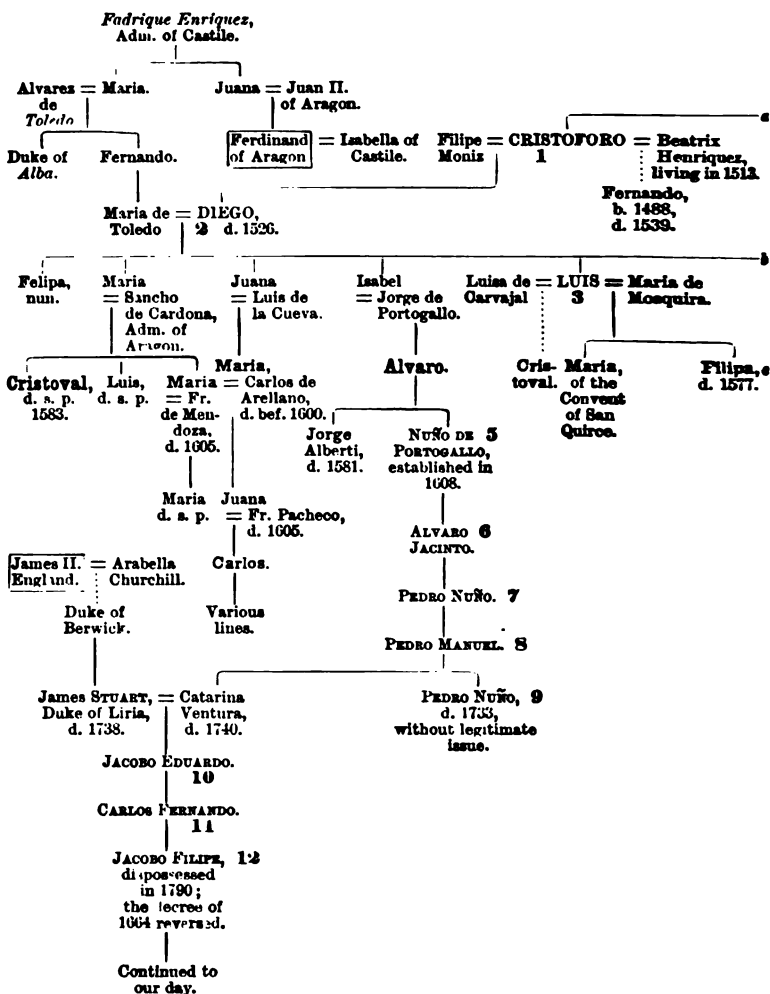 Fadrique Enriquez,
Adm. of Castile.
Alvarez = Maria.
de
Toledo
Juana = Juan II.
of Aragon.
a
Duke of
Alba.
Fernando.
Ferdinand
of Aragon
= Isabella of
Castile.
Filipe
Moniz
= CRISTOFORO =
1
Beatrix
Henriquez,
living in 1513.
Fernando,
b. 1488,
d. 1539.
Maria de
Toledo
= DIEGO,
2 d. 1526.
b
Felipa,
nun.
Maria
= Sancho
de Cardona,
Adm. of
Aragon.
Juana
= Luis de
la Cueva.
Isabel
= Jorge de
Portogallo.
Luisa de
Carvajal
= LUIS =
3
Maria de
Mosquira.
Cristoval,
d. s. p.
1583.
Luis,
d. s. p.
Maria
= Fr.
de Men-
doza,
d. 1605.
Maria,
= Carlos de
Arellano,
d. bef. 1600.
Alvaro.
Cris-
toval.
Maria,
of the
Convent
of San
Quirce.
Filipa, c
d. 1577.
Jorge
Alberti,
d. 1581.
NUÑO DE 5
PORTOGALLO,
established in
1608.
Maria
d. s. p.
Juana
= Fr. Pacheco,
d. 1605.
ALVARO 6
JACINTO.
James II.
England.
= Arabella
Churchill.
Carlos.
PEDRO NUÑO. 7
Duke of
Berwick.
Various
lines.
PEDRO MANUEL. 8
James STUART, =
Duke of Liria,
d. 1738.
Catarina
Ventura,
d. 1740.
PEDRO NUÑO, 9
d. 1733,
without legitimate
issue.
JACOBO EDUARDO.
10
CARLOS FERNANDO.
11
JACOBO FILIPE, 12
dispossessed
in 1790;
the decree of
1664 reversed.
Continued to
our day.